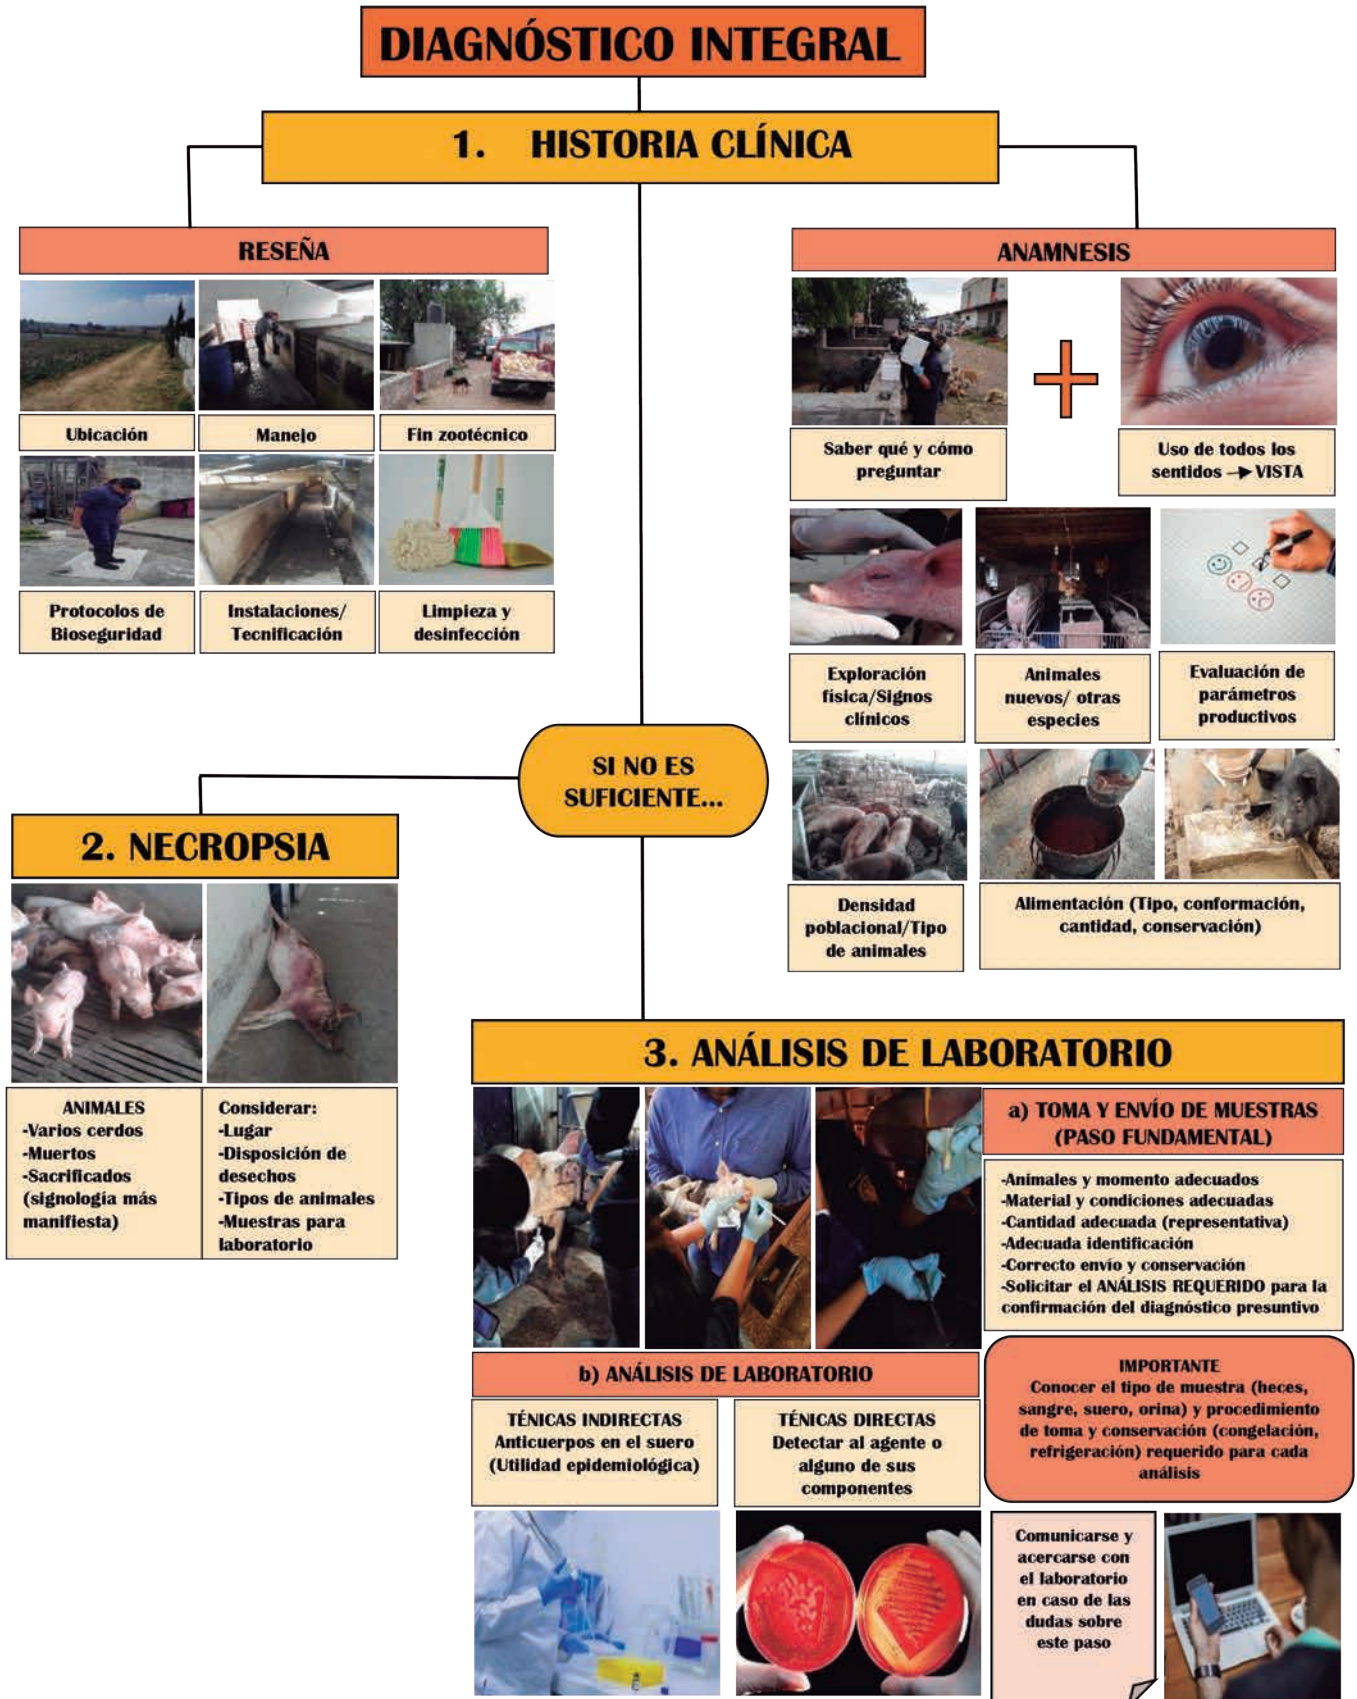 DIAGNÓSTICO INTEGRAL
1. HISTORIA CLÍNICA
RESEÑA
Ubicación
Manejo
Fin zootécnico
Protocolos de
Bioseguridad
Instalaciones/
Tecnificación
Limpieza y
desinfección
ANAMNESIS
Saber qué y cómo
preguntar
Uso de todos los
sentidos → VISTA
Exploración
física/Signos
clínicos
Animales
nuevos/ otras
especies
Evaluación de
parámetros
productivos
Densidad
poblacional/Tipo
de animales
Alimentación (Tipo, conformación,
cantidad, conservación)
SI NO ES
SUFICIENTE...
2. NECROPSIA
ANIMALES
-Varios cerdos
-Muertos
-Sacrificados
(signología más
manifiesta)
Considerar:
-Lugar
-Disposición de
desechos
-Tipos de animales
-Muestras para
laboratorio
3. ANÁLISIS DE LABORATORIO
a) TOMA Y ENVÍO DE MUESTRAS
(PASO FUNDAMENTAL)
-Animales y momento adecuados
-Material y condiciones adecuadas
-Cantidad adecuada (representativa)
-Adecuada identificación
-Correcto envío y conservación
-Solicitar el ANÁLISIS REQUERIDO para la
confirmación del diagnóstico presuntivo
IMPORTANTE
Conocer el tipo de muestra (heces,
sangre, suero, orina) y procedimiento
de toma y conservación (congelación,
refrigeración) requerido para cada
análisis
b) ANÁLISIS DE LABORATORIO
TÉNICAS INDIRECTAS
Anticuerpos en el suero
(Utilidad epidemiológica)
TÉNICAS DIRECTAS
Detectar al agente o
alguno de sus
componentes
Comunicarse y
acercarse con
el laboratorio
en caso de las
dudas sobre
este paso